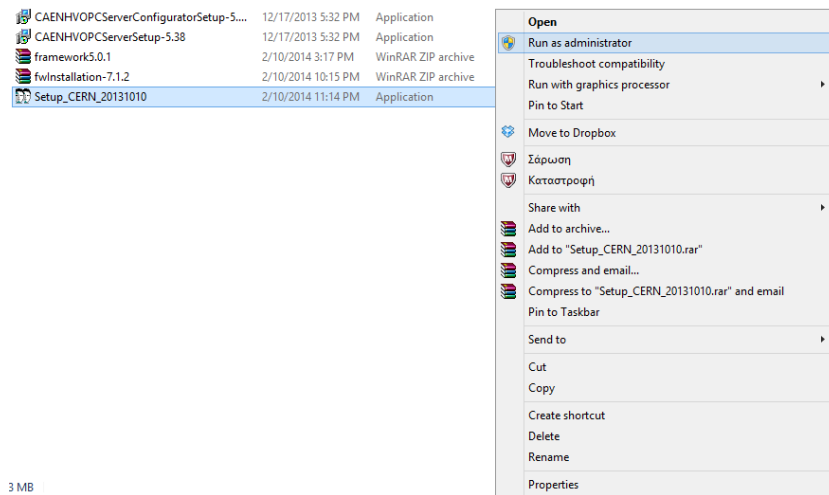 CAENHVOPCServerConfiguratorSetup-5.... 12/17/2013 5:32 PM Application
CAENHVOPCServerSetup-5.38 12/17/2013 5:32 PM Application
framework5.0.1 2/10/2014 3:17 PM WinRAR ZIP archive
fwInstallation-7.1.2 2/10/2014 10:15 PM WinRAR ZIP archive
Setup_CERN_20131010 2/10/2014 11:14 PM Application
3 MB
Open
Run as administrator
Troubleshoot compatibility
Run with graphics processor
Pin to Start
Move to Dropbox
Σάρωση
Καταστροφή
Share with
Add to archive...
Add to "Setup_CERN_20131010.rar"
Compress and email...
Compress to "Setup_CERN_20131010.rar" and email
Pin to Taskbar
Send to
Cut
Copy
Create shortcut
Delete
Rename
Properties